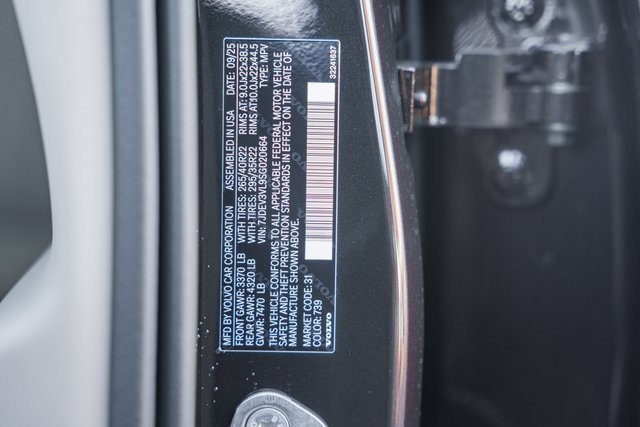 MFD BY VOLVO CAR CORPORATION ASSEMBLED IN USA 09/25
FRONT GAWR: 3370 LB WITH TIRES: 265/40R22 RIMS AT: 9.0Jx22x38.5
REAR GAWR: 4320 LB WITH TIRES: 295/35R22 RIMS AT: 10.0Jx22x44.5
GVWR: 7470 LB VIN: 7JDEV3VL9SG020664 TYPE: MPV
THIS VEHICLE CONFORMS TO ALL APPLICABLE FEDERAL MOTOR VEHICLE
SAFETY AND THEFT PREVENTION STANDARDS IN EFFECT ON THE DATE OF
MANUFACTURE SHOWN ABOVE.
MARKET CODE: 31
COLOR: 739
VOLVO
32241637